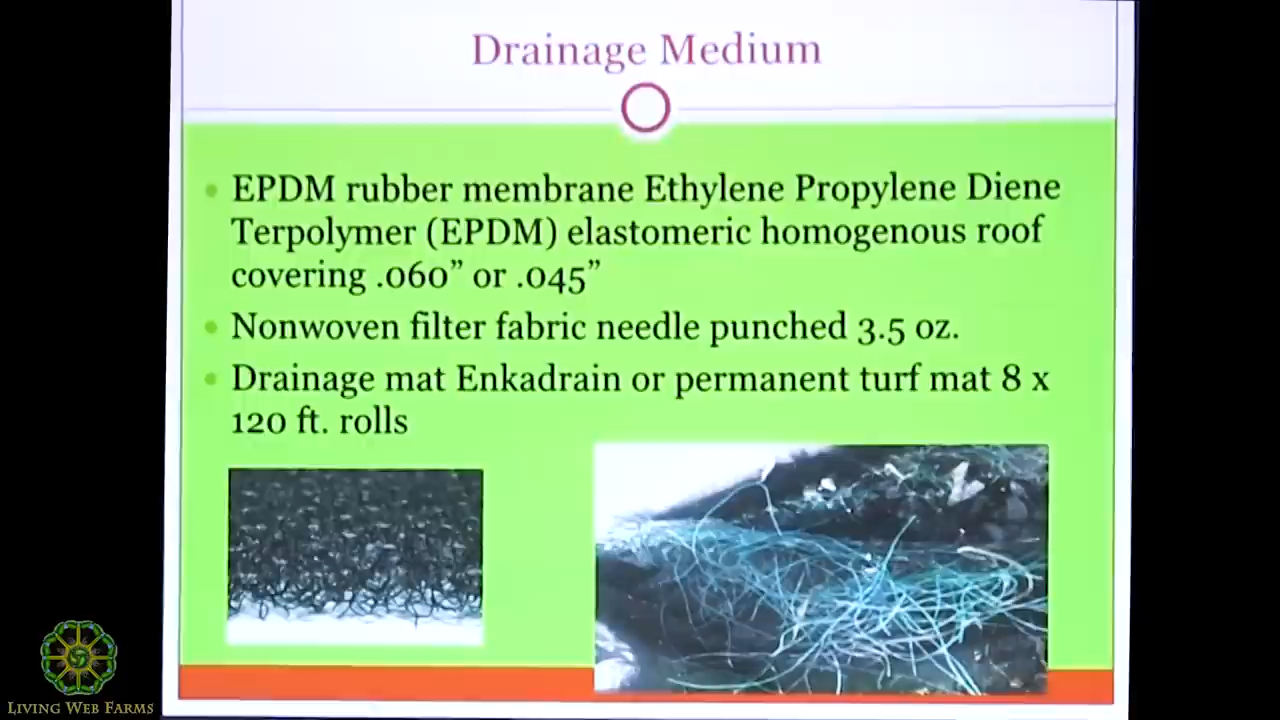 Drainage Medium
EPDM rubber membrane Ethylene Propylene Diene
Terpolymer (EPDM) elastomeric homogenous roof
covering .060” or .045”
Nonwoven filter fabric needle punched 3.5 oz.
Drainage mat Enkadrain or permanent turf mat 8 x
120 ft. rolls
LIVING WEB FARMS